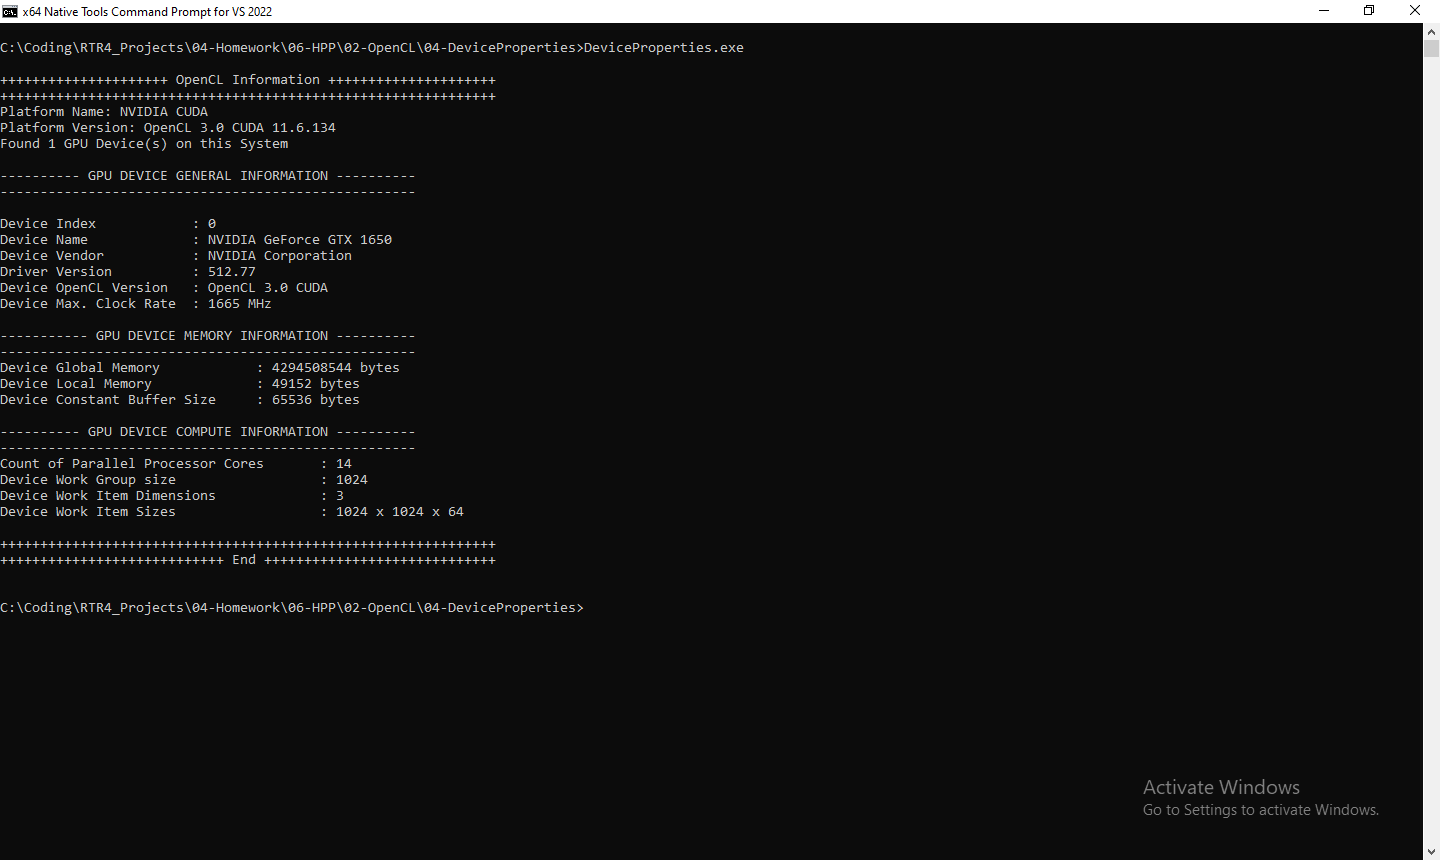 x64 Native Tools Command Prompt for VS 2022
C:\Coding\RTR4_Projects\04-Homework\06-HPP\02-OpenCL\04-DeviceProperties>DeviceProperties.exe
+++++++++++++++++++++ OpenCL Information +++++++++++++++++++++
++++++++++++++++++++++++++++++++++++++++++++++++++++++++++++++
Platform Name: NVIDIA CUDA
Platform Version: OpenCL 3.0 CUDA 11.6.134
Found 1 GPU Device(s) on this System
---------- GPU DEVICE GENERAL INFORMATION ----------
----------------------------------------------------
Device Index            : 0
Device Name             : NVIDIA GeForce GTX 1650
Device Vendor           : NVIDIA Corporation
Driver Version          : 512.77
Device OpenCL Version   : OpenCL 3.0 CUDA
Device Max. Clock Rate  : 1665 MHz
----------- GPU DEVICE MEMORY INFORMATION ----------
----------------------------------------------------
Device Global Memory            : 4294508544 bytes
Device Local Memory             : 49152 bytes
Device Constant Buffer Size     : 65536 bytes
---------- GPU DEVICE COMPUTE INFORMATION ----------
----------------------------------------------------
Count of Parallel Processor Cores       : 14
Device Work Group size                  : 1024
Device Work Item Dimensions             : 3
Device Work Item Sizes                  : 1024 x 1024 x 64
++++++++++++++++++++++++++++++++++++++++++++++++++++++++++++++
++++++++++++++++++++++++++++ End +++++++++++++++++++++++++++++
C:\Coding\RTR4_Projects\04-Homework\06-HPP\02-OpenCL\04-DeviceProperties>
Activate Windows
Go to Settings to activate Windows.